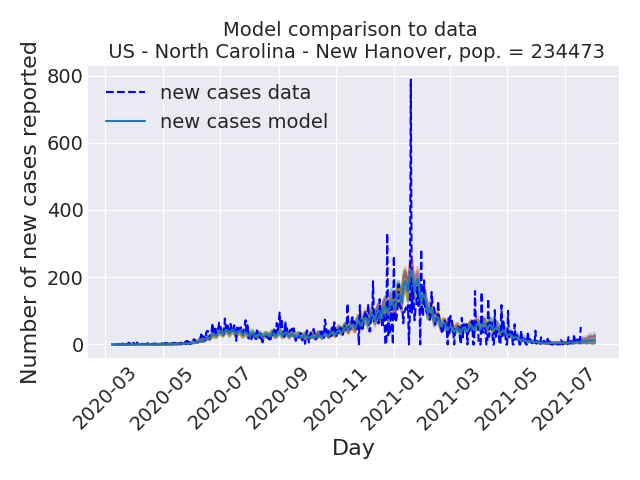 Model comparison to data
US - North Carolina - New Hanover, pop. = 234473
Number of new cases reported
800
600
400
200
0
new cases data
new cases model
2020-03
2020-05
2020-07
2020-09
2020-11
2021-01
2021-03
2021-05
2021-07
Day